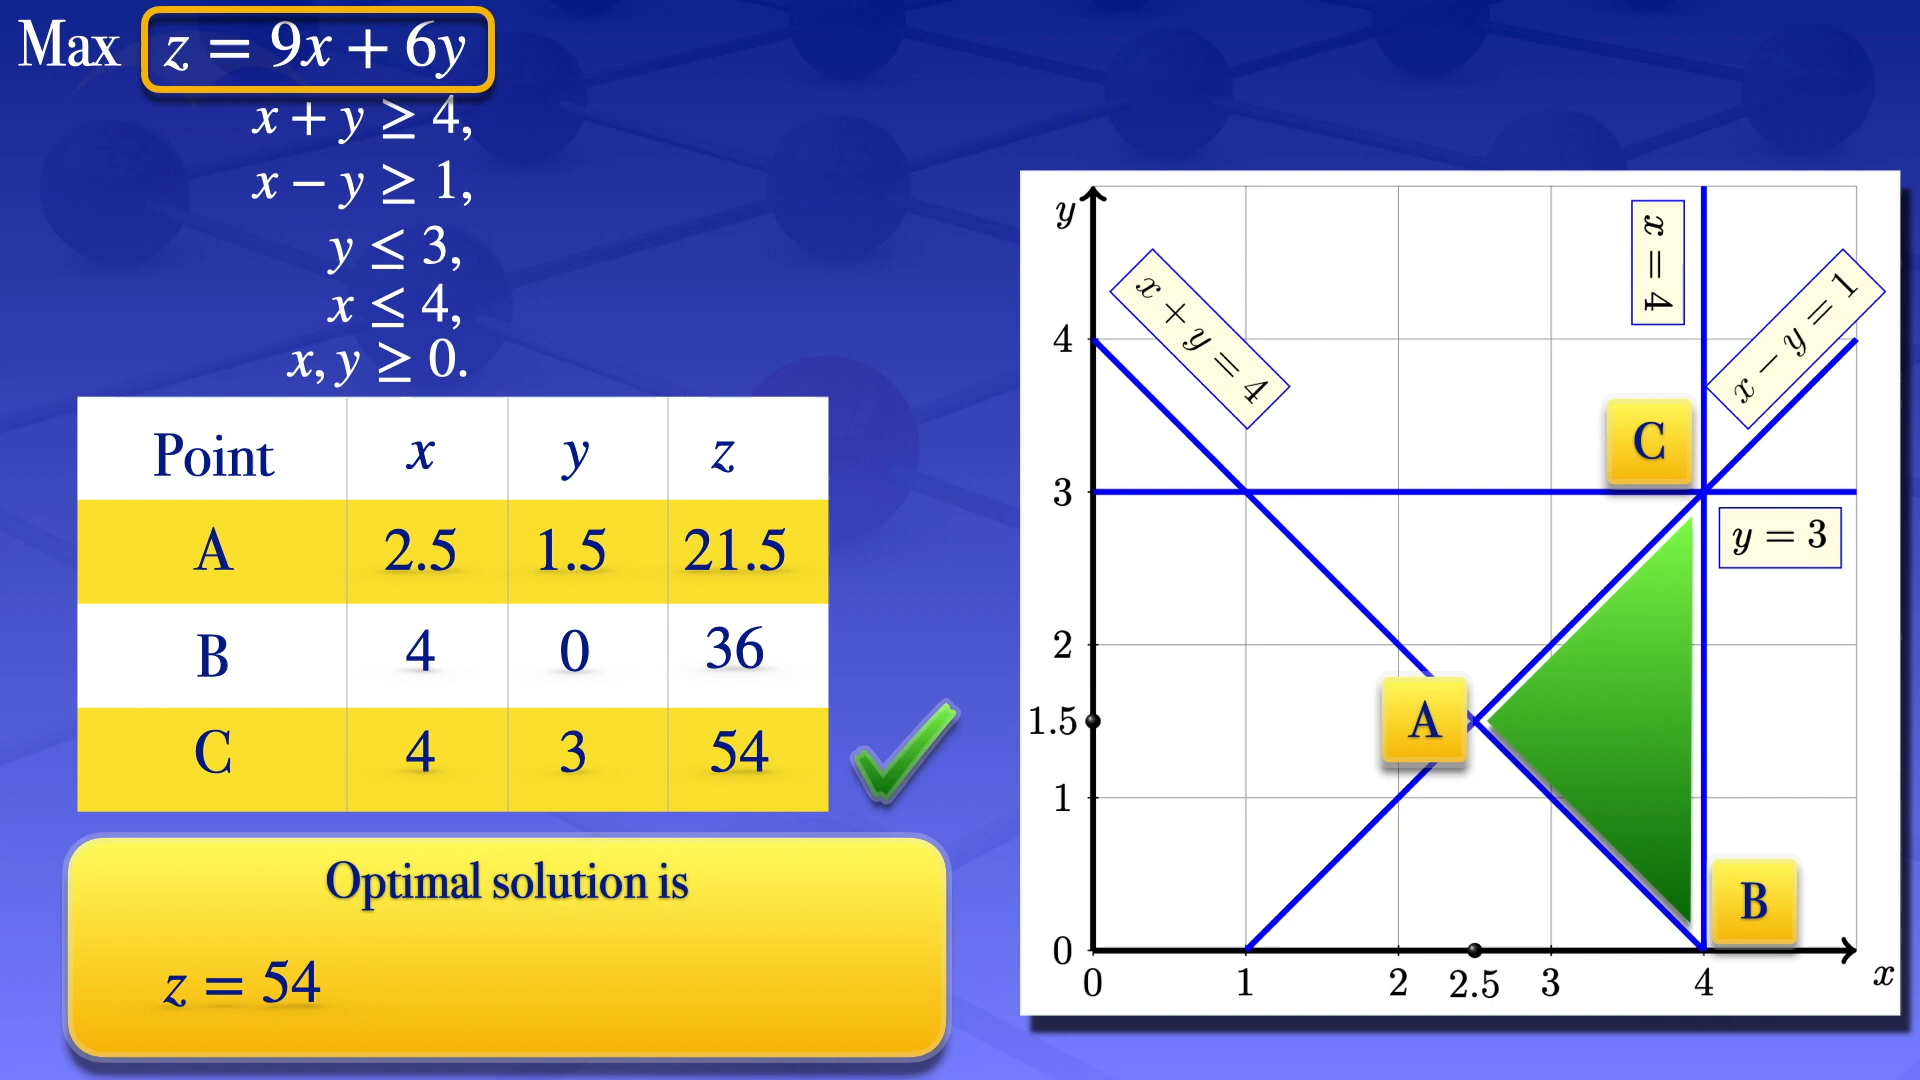 Max z = 9x + 6y
x + y ≥ 4,
x − y ≥ 1,
y ≤ 3,
x ≤ 4,
x, y ≥ 0.
Point x y z
A 2.5 1.5 21.5
B 4 0 36
C 4 3 54
Optimal solution is
z = 54
y
x + y = 4
x = 4
x − y = 1
4
C
3
y = 3
2
A
1.5
1
B
0
0 1 2 2.5 3 4 x